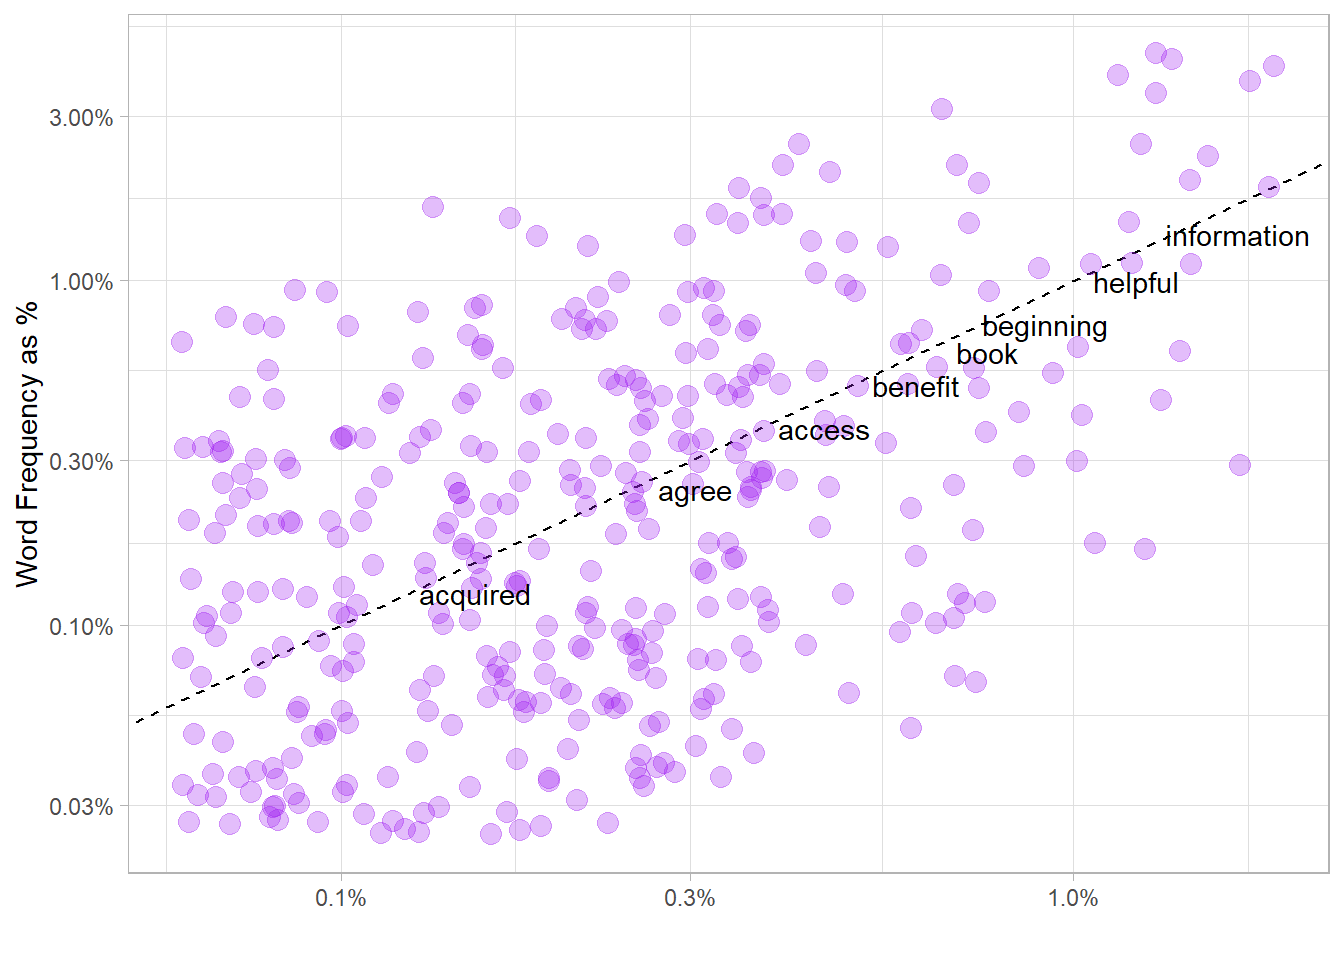 Word Frequency as %
3.00%
1.00%
0.30%
0.10%
0.03%
information
helpful
beginning
book
benefit
access
agree
acquired
0.1%
0.3%
1.0%